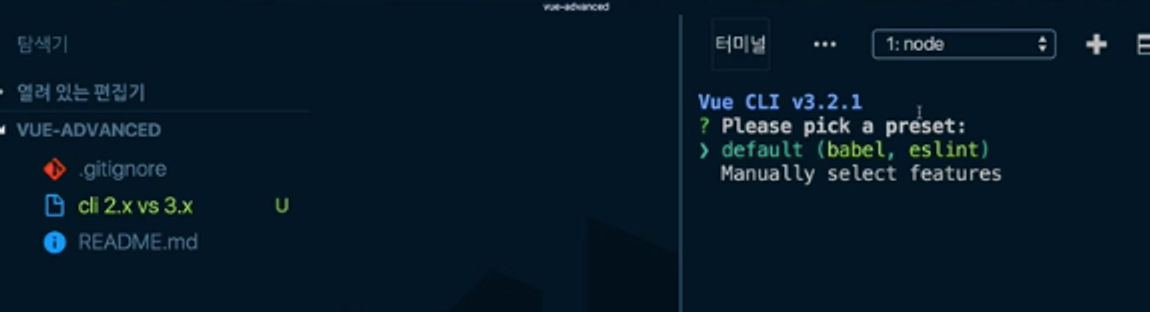 vue-advanced
탐색기
열려 있는 편집기
VUE-ADVANCED
.gitignore
cli 2.x vs 3.x U
README.md
터미널 ... 1: node
Vue CLI v3.2.1
? Please pick a preset:
❯ default (babel, eslint)
Manually select features